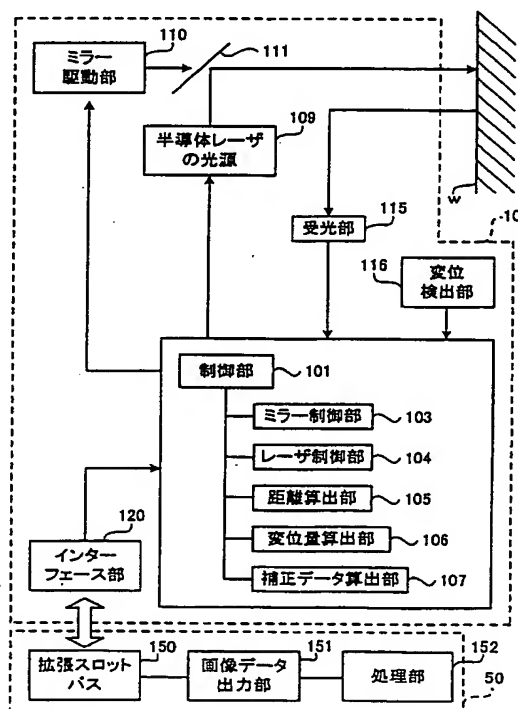 110
ミラー
駆動部
111
半導体レーザ
の光源
109
W
115
受光部
10
116
変位
検出部
制御部
101
ミラー制御部
103
レーザ制御部
104
距離算出部
105
変位量算出部
106
補正データ算出部
107
120
インター
フェース部
150
拡張スロット
バス
151
画像データ
出力部
152
処理部
50